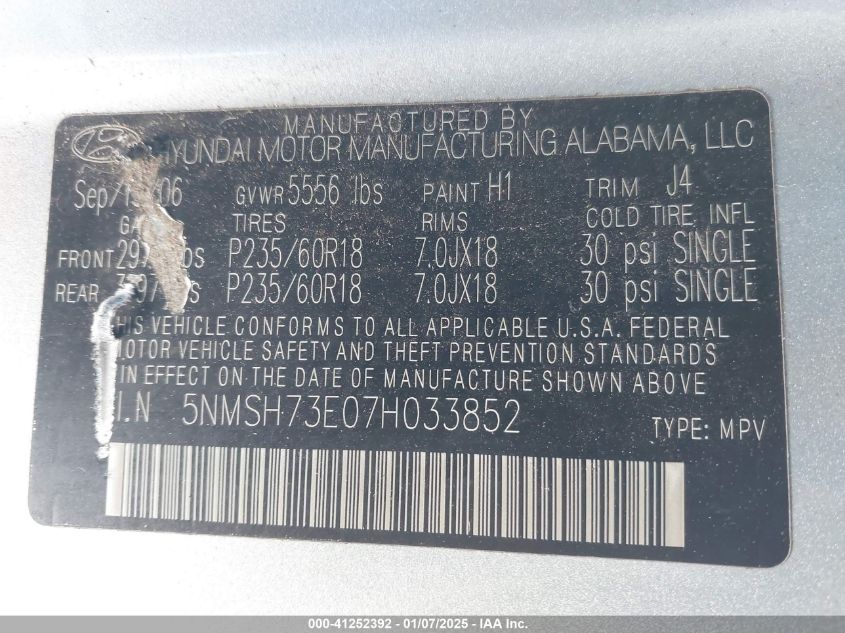 MANUFACTURED BY
HYUNDAI MOTOR MANUFACTURING ALABAMA, LLC
GVWR 5556 lbs PAINT H1 TRIM J4
TIRES RIMS COLD TIRE INFL
FRONT P235/60R18 7.0JX18 30 psi SINGLE
REAR P235/60R18 7.0JX18 30 psi SINGLE
THIS VEHICLE CONFORMS TO ALL APPLICABLE U.S.A. FEDERAL
MOTOR VEHICLE SAFETY AND THEFT PREVENTION STANDARDS
IN EFFECT ON THE DATE OF MANUFACTURE SHOWN ABOVE
5NMSH73E07H033852 TYPE: MPV
000-41252392 - 01/07/2025 - IAAI Customer Inc.